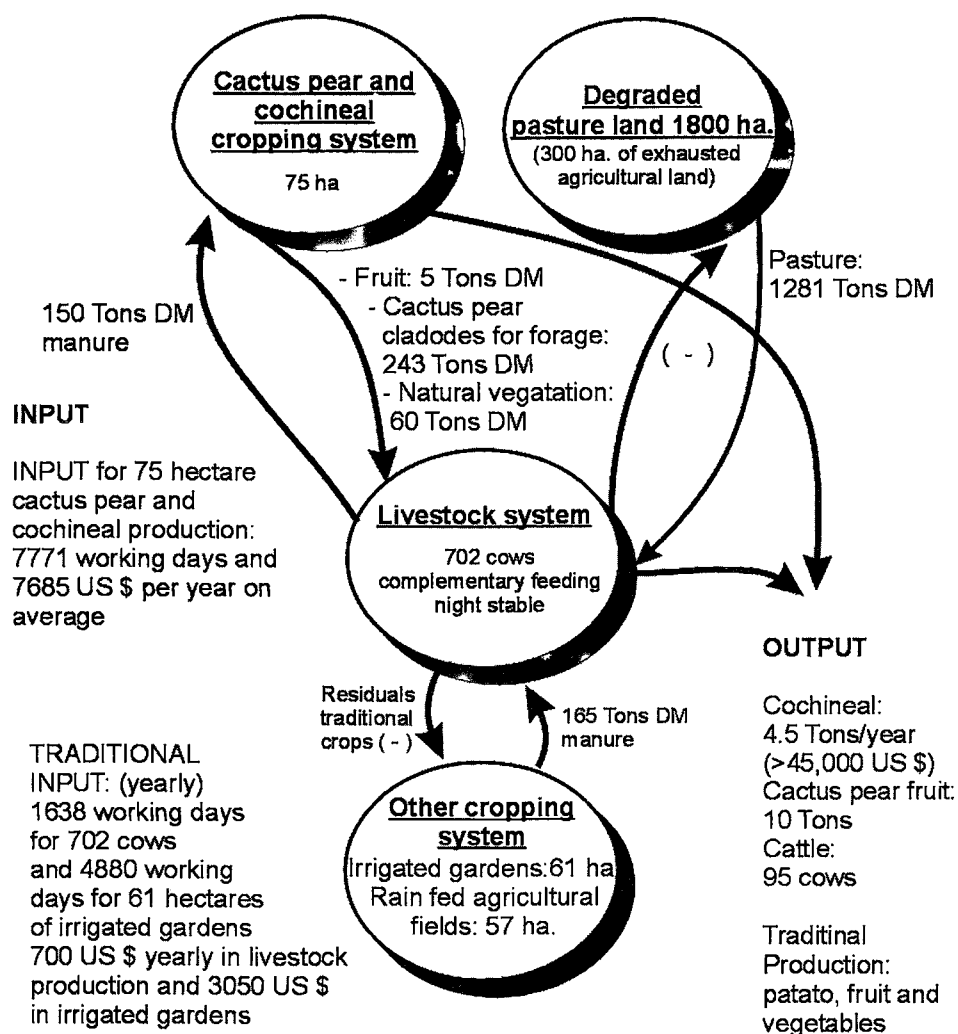 Cactus pear and
cochineal
cropping system
75 ha
Degraded
pasture land 1800 ha.
(300 ha. of exhausted
agricultural land)
Pasture:
1281 Tons DM
- Fruit: 5 Tons DM
- Cactus pear
cladodes for forage:
243 Tons DM
- Natural vegatation:
60 Tons DM
( - )
150 Tons DM
manure
INPUT
INPUT for 75 hectare
cactus pear and
cochineal production:
7771 working days and
7685 US $ per year on
average
Livestock system
702 cows
complementary feeding
night stable
Residuals
traditional
crops ( - )
165 Tons DM
manure
TRADITIONAL
INPUT: (yearly)
1638 working days
for 702 cows
and 4880 working
days for 61 hectares
of irrigated gardens
700 US $ yearly in livestock
production and 3050 US $
in irrigated gardens
Other cropping
system
Irrigated gardens:61 ha
Rain fed agricultural
fields: 57 ha.
OUTPUT
Cochineal:
4.5 Tons/year
(>45,000 US $)
Cactus pear fruit:
10 Tons
Cattle:
95 cows
Traditinal
Production:
patato, fruit and
vegetables